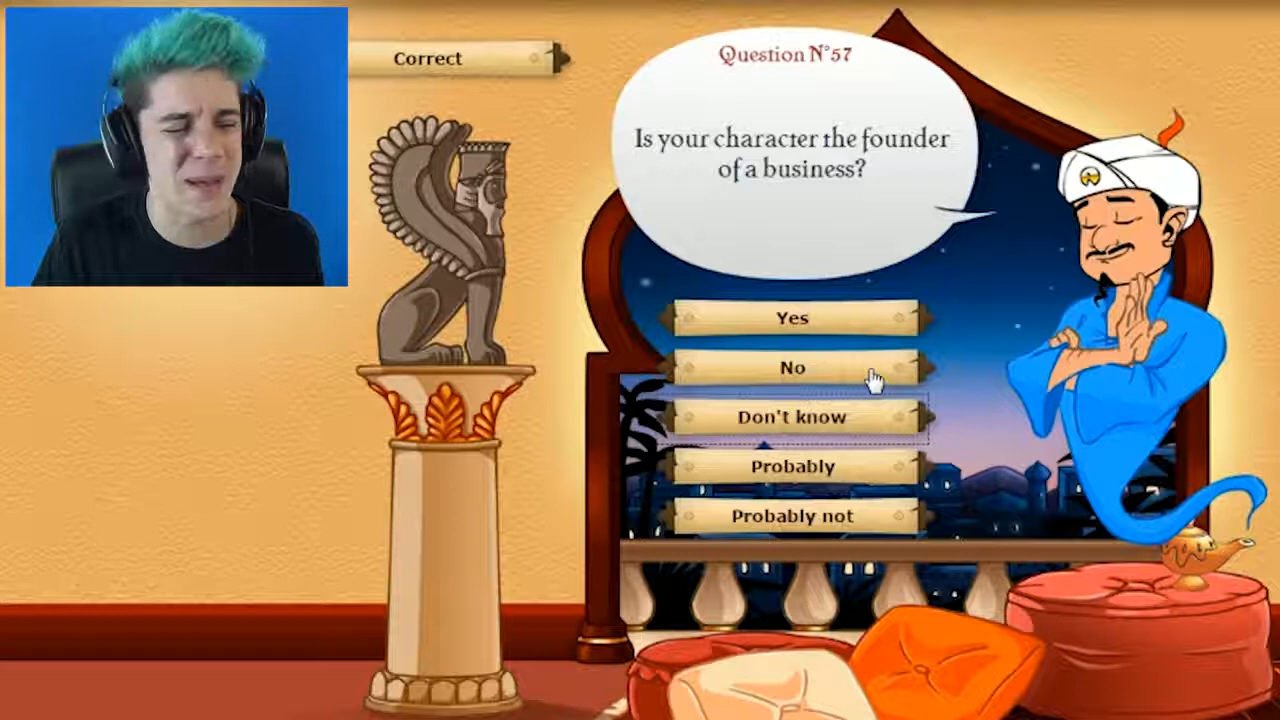 Correct
Question N°57
Is your character the founder
of a business?
Yes
No
Don't know
Probably
Probably not